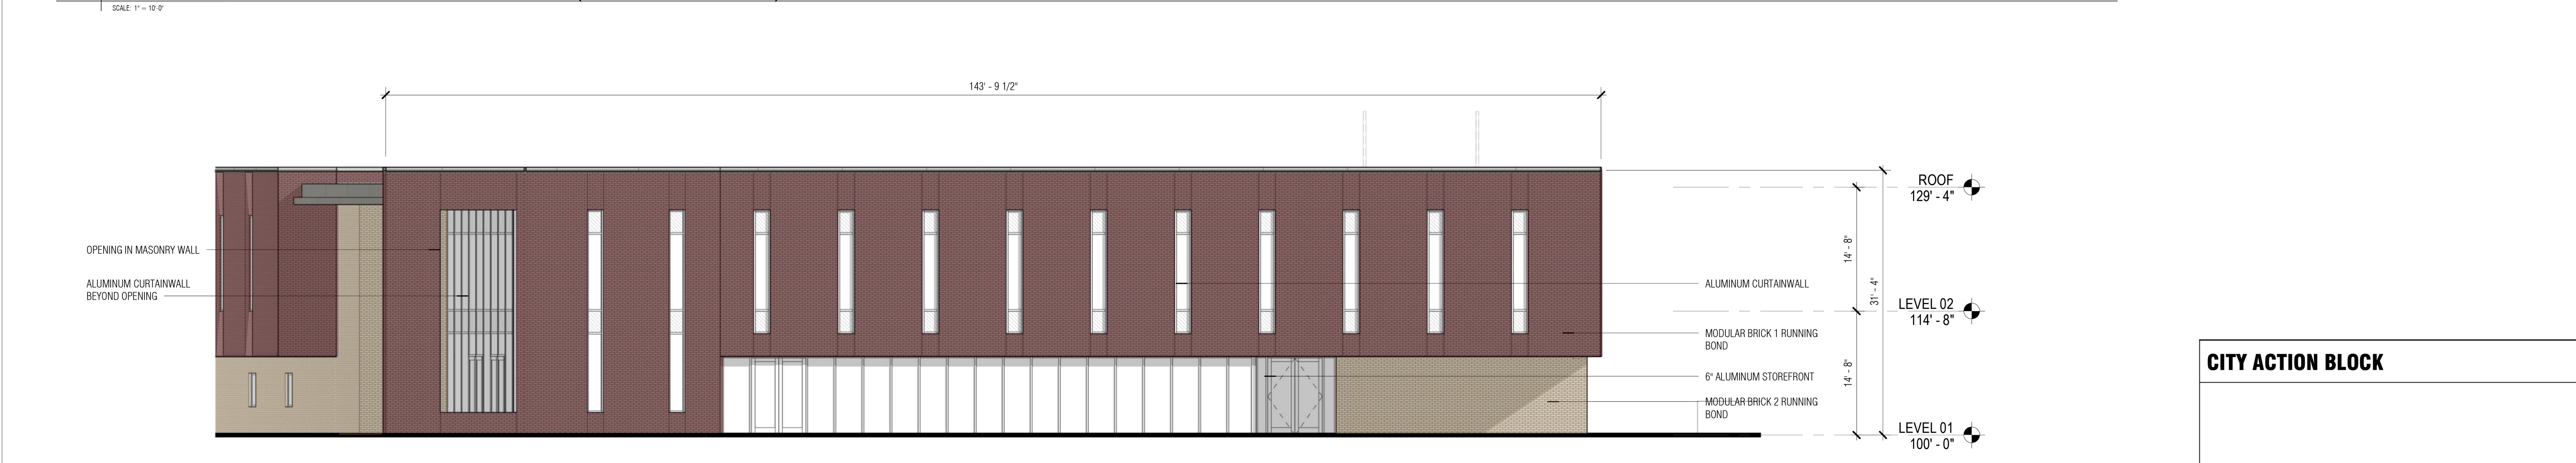 SCALE: 1" = 10'-0"
143' - 9 1/2"
OPENING IN MASONRY WALL
ALUMINUM CURTAINWALL
BEYOND OPENING
ALUMINUM CURTAINWALL
MODULAR BRICK 1 RUNNING
BOND
6" ALUMINUM STOREFRONT
MODULAR BRICK 2 RUNNING
BOND
14' - 8"
14' - 8"
31' - 4"
ROOF
129' - 4"
LEVEL 02
114' - 8"
LEVEL 01
100' - 0"
CITY ACTION BLOCK